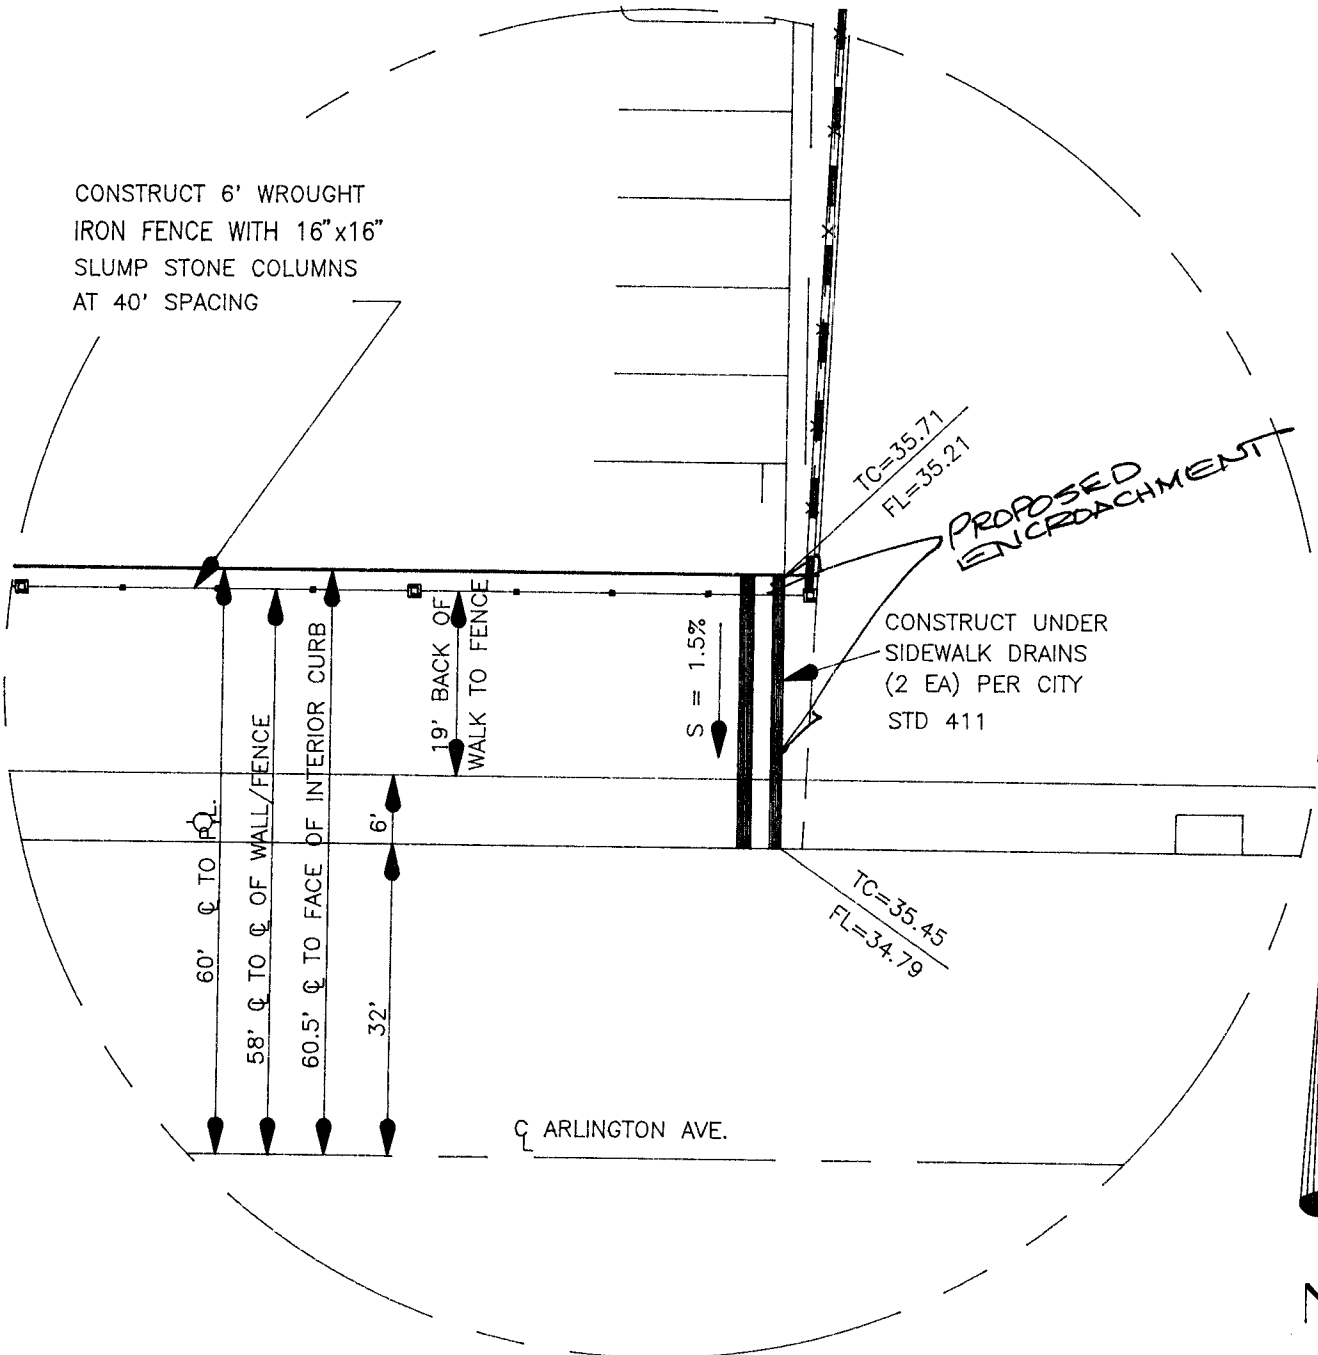 CONSTRUCT 6' WROUGHT
IRON FENCE WITH 16"x16"
SLUMP STONE COLUMNS
AT 40' SPACING
TC=35.71
FL=35.21
PROPOSED
ENCROACHMENT
CONSTRUCT UNDER
SIDEWALK DRAINS
(2 EA) PER CITY
STD 411
S = 1.5%
19' BACK OF
WALK TO FENCE
60' ℄ TO P.L.
58' ℄ TO ℄ OF WALL/FENCE
60.5' ℄ TO FACE OF INTERIOR CURB
6'
32'
TC=35.45
FL=34.79
℄ ARLINGTON AVE.